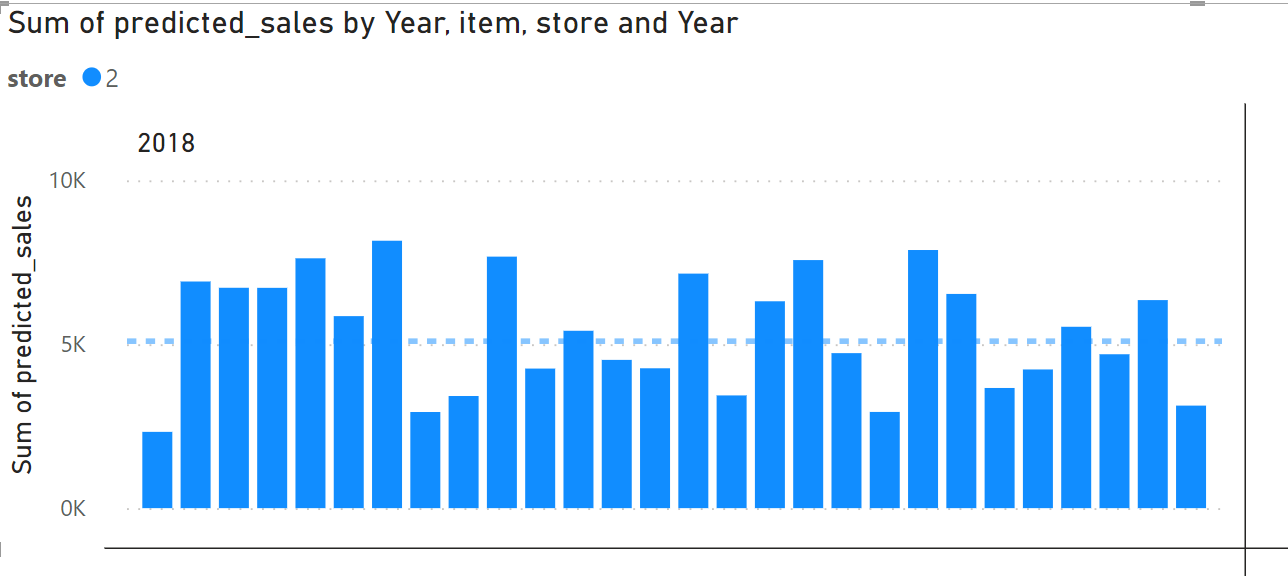 Sum of predicted_sales by Year, item, store and Year
store 2
2018
10K
5K
0K
Sum of predicted_sales